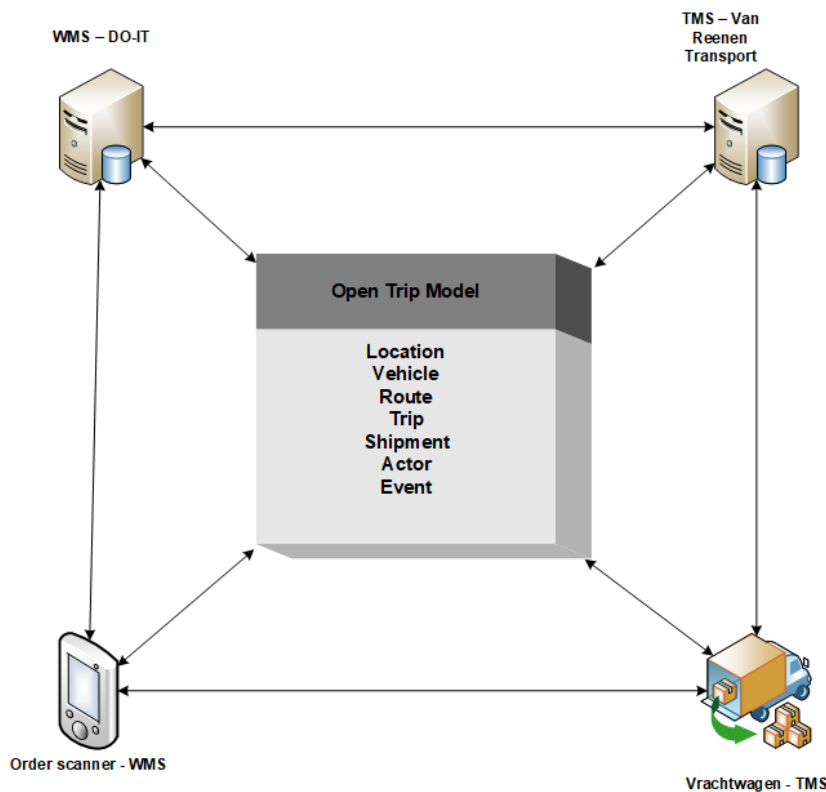 WMS – DO-IT
TMS – Van
Reenen
Transport
Open Trip Model
Location
Vehicle
Route
Trip
Shipment
Actor
Event
Order scanner - WMS
Vrachtwagen - TMS